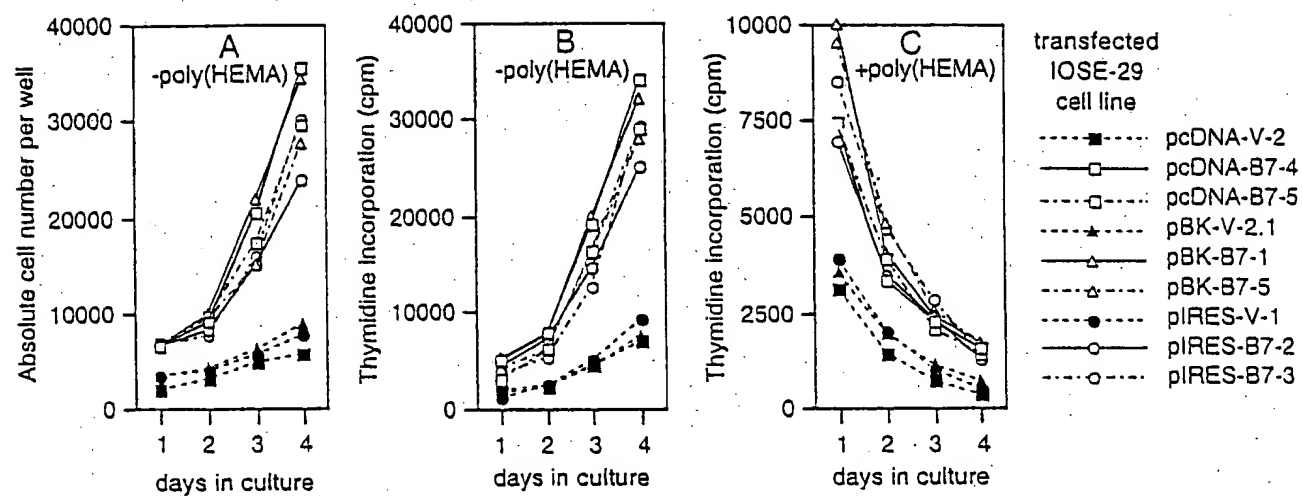 Absolute cell number per well
40000
30000
20000
10000
0
A
-poly(HEMA)
1 2 3 4
days in culture
Thymidine Incorporation (cpm)
40000
30000
20000
10000
0
B
-poly(HEMA)
1 2 3 4
days in culture
Thymidine Incorporation (cpm)
10000
7500
5000
2500
0
C
+poly(HEMA)
1 2 3 4
days in culture
transfected
IOSE-29
cell line
pcDNA-V-2
pcDNA-B7-4
pcDNA-B7-5
pBK-V-2.1
pBK-B7-1
pBK-B7-5
pIRES-V-1
pIRES-B7-2
pIRES-B7-3